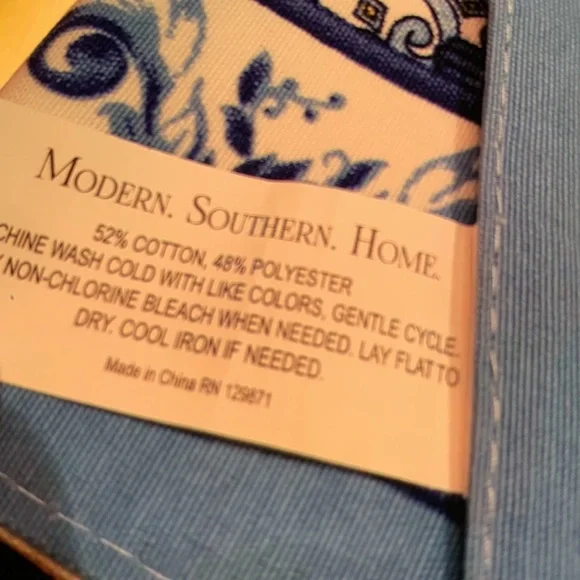 MODERN. SOUTHERN. HOME.
52% COTTON, 48% POLYESTER
CHINE WASH COLD WITH LIKE COLORS, GENTLE CYCLE.
Y NON-CHLORINE BLEACH WHEN NEEDED. LAY FLAT TO
DRY. COOL IRON IF NEEDED.
Made in China RN 129871